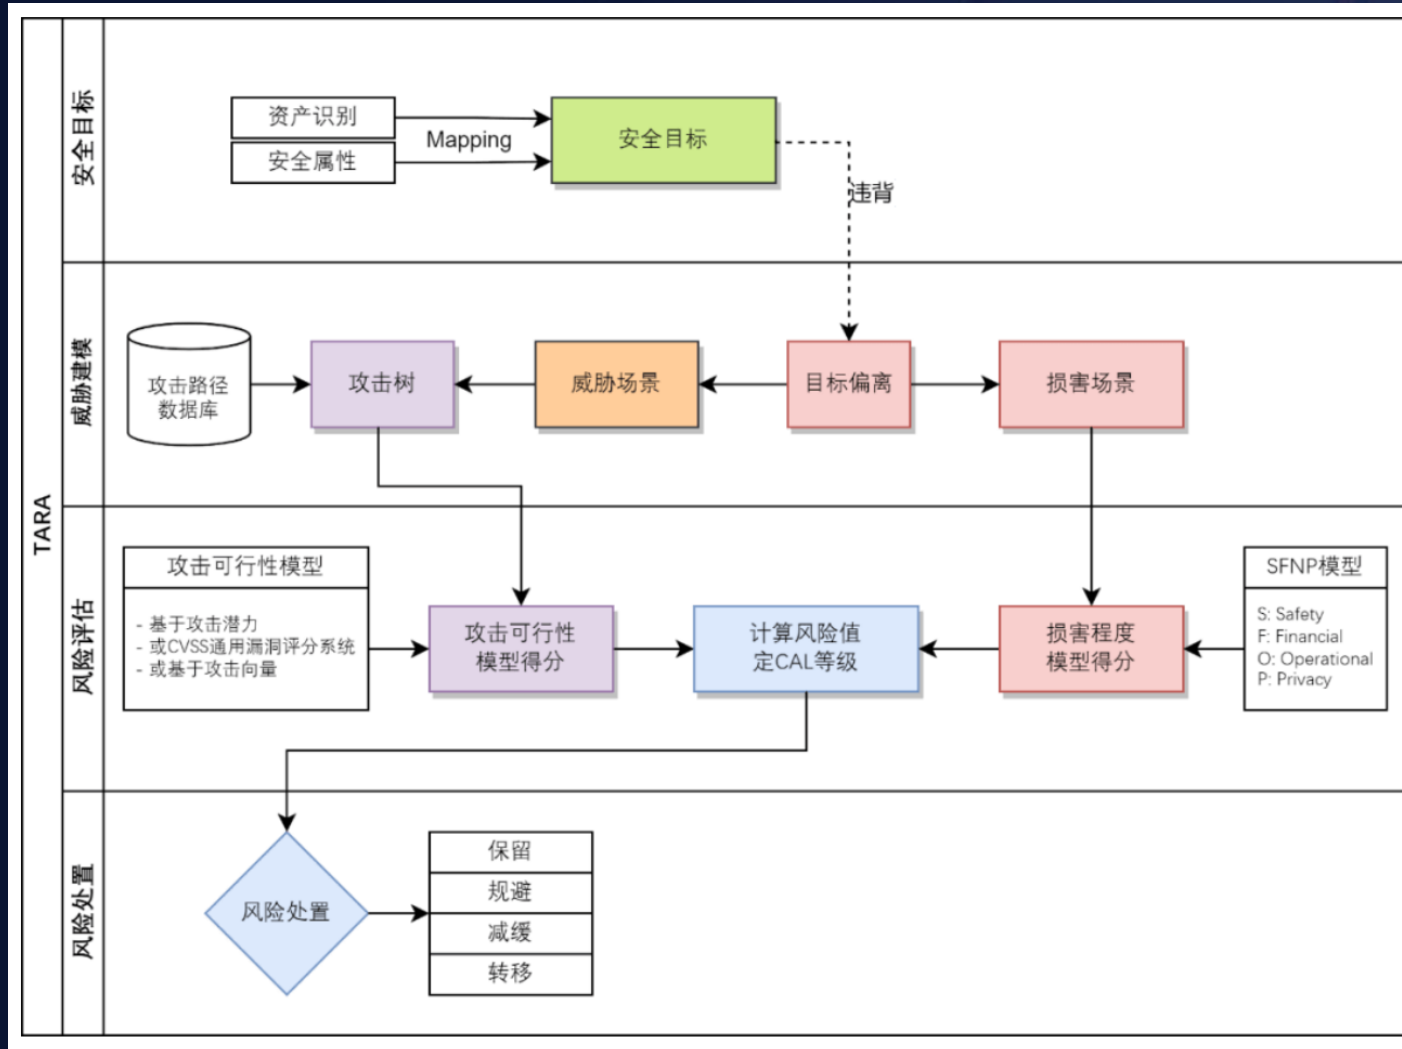 TARA
安全目标
资产识别
安全属性
Mapping
安全目标
违背
威胁建模
攻击路径
数据库
攻击树
威胁场景
目标偏离
损害场景
风险评估
攻击可行性模型
- 基于攻击潜力
- 或CVSS通用漏洞评分系统
- 或基于攻击向量
攻击可行性
模型得分
计算风险值
定CAL等级
损害程度
模型得分
SFNP模型
S: Safety
F: Financial
O: Operational
P: Privacy
风险处置
风险处置
保留
规避
减缓
转移